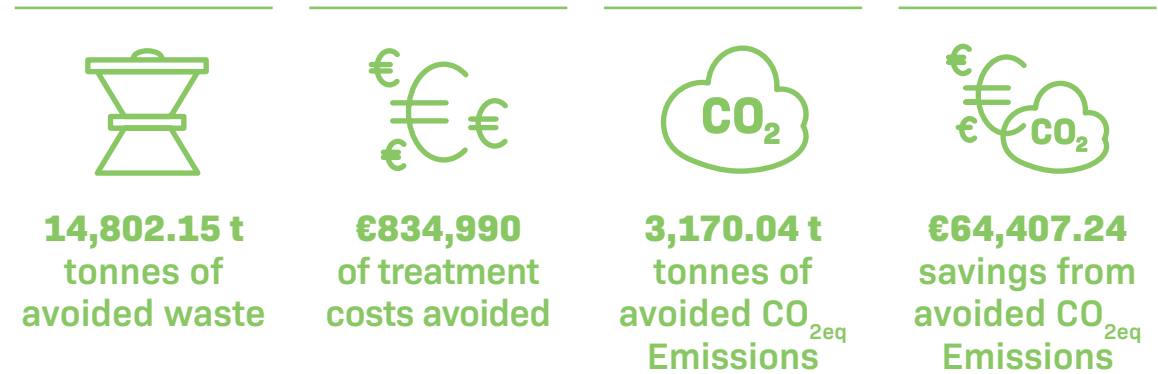 CO2
CO2
14,802.15 t
tonnes of
avoided waste
€834,990
of treatment
costs avoided
3,170.04 t
tonnes of
avoided CO2eq
Emissions
€64,407.24
savings from
avoided CO2eq
Emissions